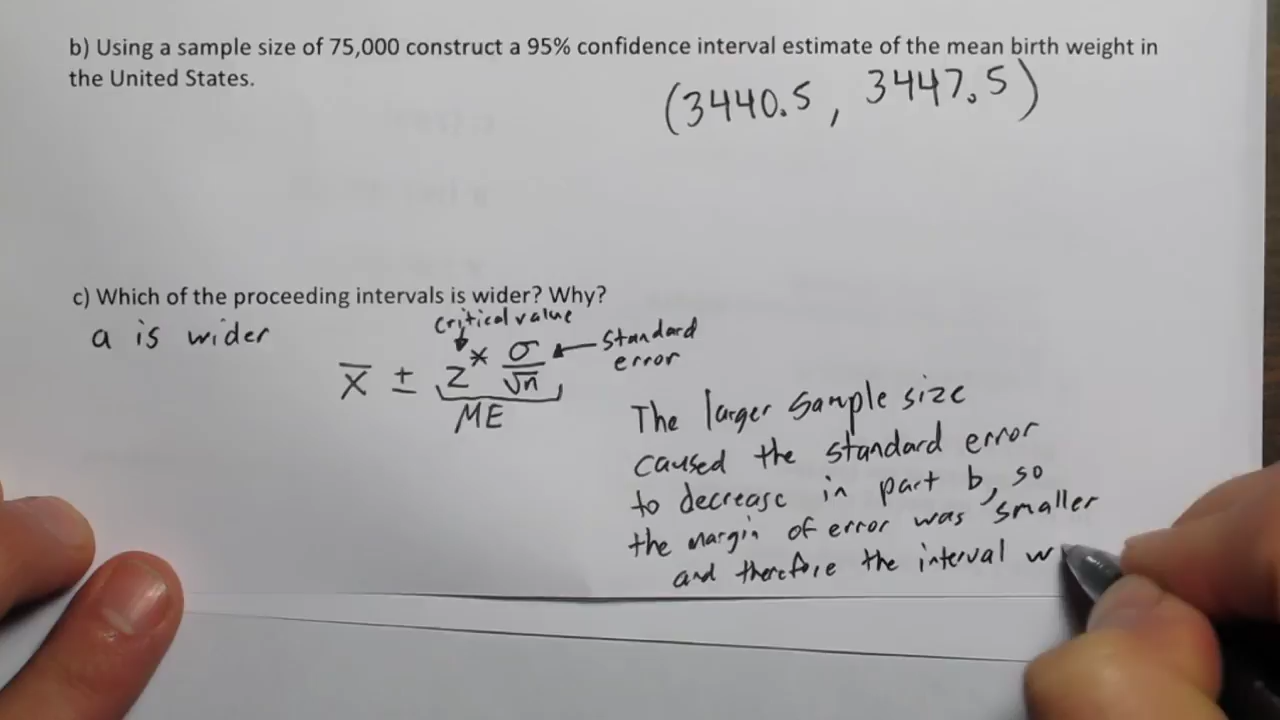 b) Using a sample size of 75,000 construct a 95% confidence interval estimate of the mean birth weight in
the United States.
(3440.5, 3447.5)
c) Which of the proceeding intervals is wider? Why?
a is wider
critical value
x̄ ± z* σ/√n
Standard
error
ME
The larger sample size
caused the standard error
to decrease in part b, so
the margin of error was smaller
and therefore the interval w